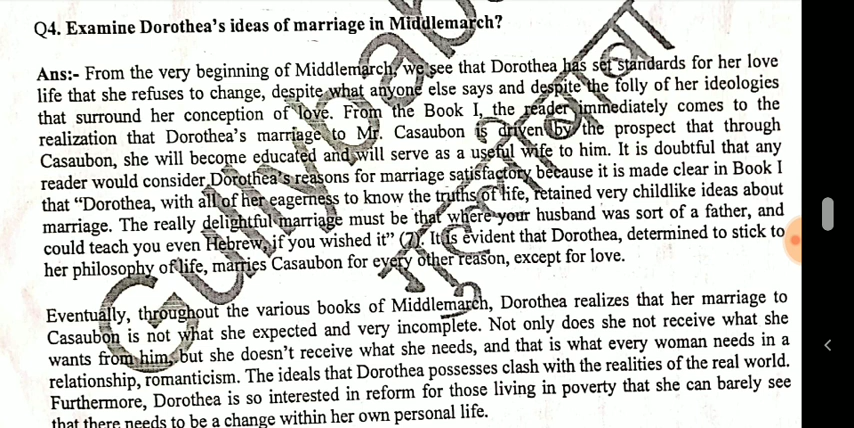 Q4. Examine Dorothea's ideas of marriage in Middlemarch?
Ans:- From the very beginning of Middlemarch, we see that Dorothea has set standards for her love
life that she refuses to change, despite what anyone else says and despite the folly of her ideologies
that surround her conception of love. From the Book I, the reader immediately comes to the
realization that Dorothea's marriage to Mr. Casaubon is driven by the prospect that through
Casaubon, she will become educated and will serve as a useful wife to him. It is doubtful that any
reader would consider Dorothea's reasons for marriage satisfactory because it is made clear in Book I
that “Dorothea, with all of her eagerness to know the truths of life, retained very childlike ideas about
marriage. The really delightful marriage must be that where your husband was sort of a father, and
could teach you even Hebrew, if you wished it” (7). It is evident that Dorothea, determined to stick to
her philosophy of life, marries Casaubon for every other reason, except for love.
Eventually, throughout the various books of Middlemarch, Dorothea realizes that her marriage to
Casaubon is not what she expected and very incomplete. Not only does she not receive what she
wants from him, but she doesn't receive what she needs, and that is what every woman needs in a
relationship, romanticism. The ideals that Dorothea possesses clash with the realities of the real world.
Furthermore, Dorothea is so interested in reform for those living in poverty that she can barely see
that there needs to be a change within her own personal life.